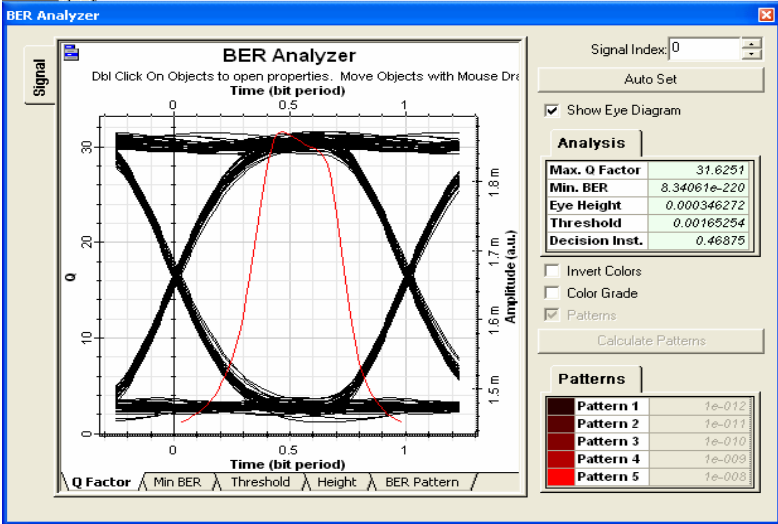 BER Analyzer
Signal
BER Analyzer
Dbl Click On Objects to open properties. Move Objects with Mouse Dra
Time (bit period)
0 0.5 1
30
20
10
0
Q
1.8 m
1.7 m
1.6 m
1.5 m
Amplitude (a.u.)
0 0.5 1
Time (bit period)
Q Factor Min BER Threshold Height BER Pattern
Signal Index: 0
Auto Set
Show Eye Diagram
Analysis
Max. Q Factor 31.6251
Min. BER 8.34061e-220
Eye Height 0.000346272
Threshold 0.00165254
Decision Inst. 0.46875
Invert Colors
Color Grade
Patterns
Calculate Patterns
Patterns
Pattern 1 1e-012
Pattern 2 1e-011
Pattern 3 1e-010
Pattern 4 1e-009
Pattern 5 1e-008